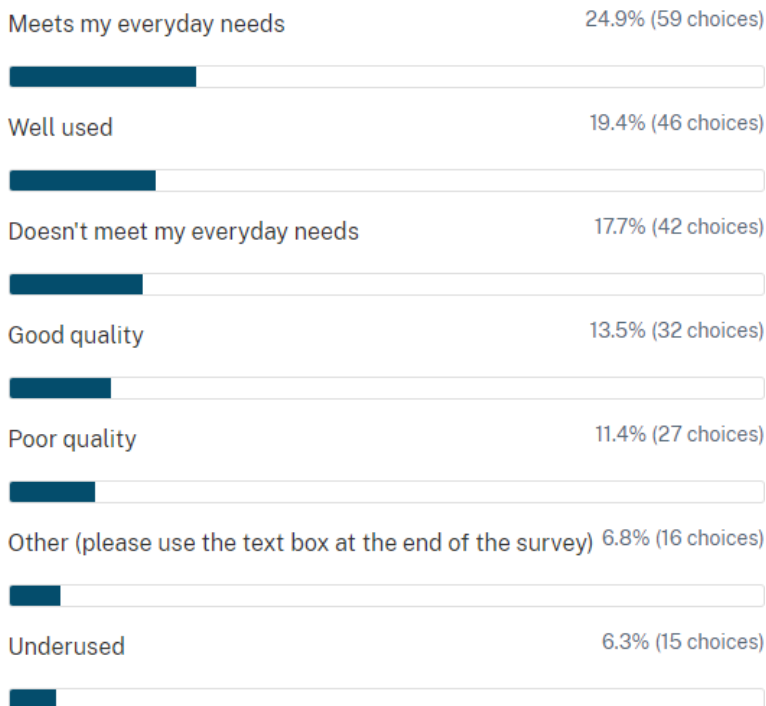 Meets my everyday needs 24.9% (59 choices)
Well used 19.4% (46 choices)
Doesn't meet my everyday needs 17.7% (42 choices)
Good quality 13.5% (32 choices)
Poor quality 11.4% (27 choices)
Other (please use the text box at the end of the survey) 6.8% (16 choices)
Underused 6.3% (15 choices)